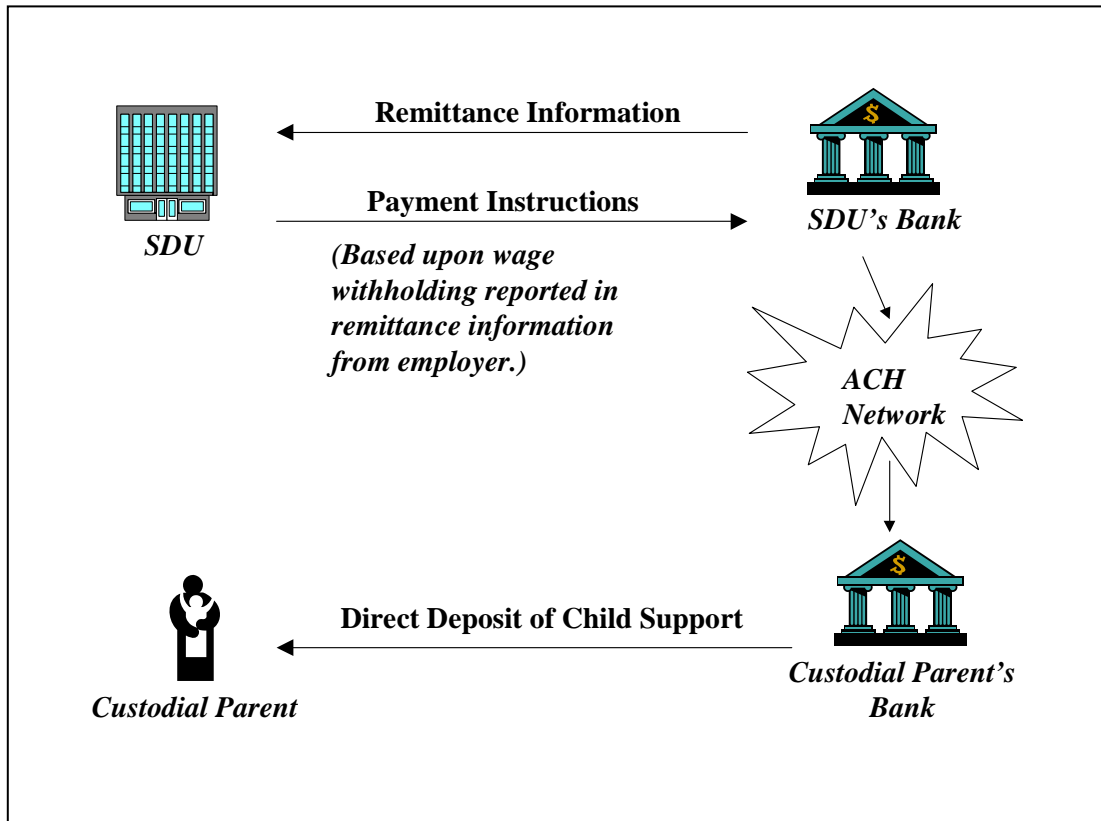 Remittance Information
$
Payment Instructions
SDU
SDU's Bank
(Based upon wage
withholding reported in
remittance information
from employer.)
ACH
Network
$
Direct Deposit of Child Support
Custodial Parent
Custodial Parent's
Bank